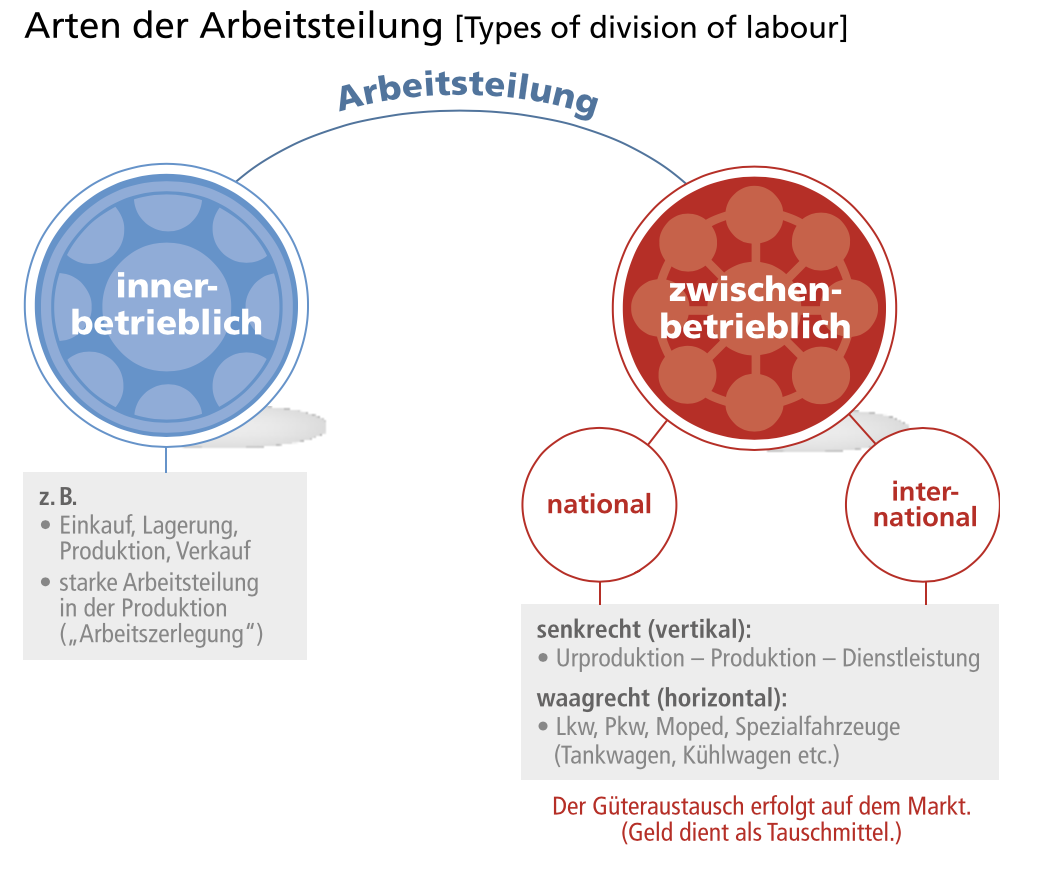 Arten der Arbeitsteilung [Types of division of labour]
Arbeitsteilung
inner-
betrieblich
zwischen-
betrieblich
national
inter-
national
z. B.
• Einkauf, Lagerung,
Produktion, Verkauf
• starke Arbeitsteilung
in der Produktion
(„Arbeitszerlegung“)
senkrecht (vertikal):
• Urproduktion – Produktion – Dienstleistung
waagrecht (horizontal):
• Lkw, Pkw, Moped, Spezialfahrzeuge
(Tankwagen, Kühlwagen etc.)
Der Güteraustausch erfolgt auf dem Markt.
(Geld dient als Tauschmittel.)